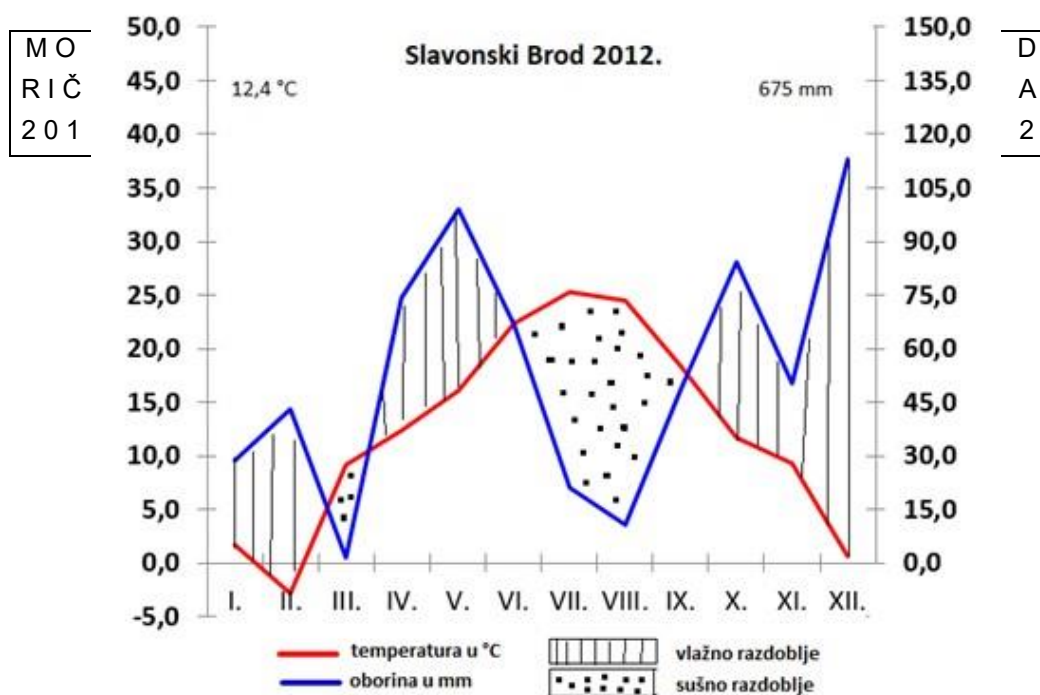 M O
R I Č
2 0 1
D
A
2
Slavonski Brod 2012.
12,4 °C
675 mm
50,0
45,0
40,0
35,0
30,0
25,0
20,0
15,0
10,0
5,0
0,0
-5,0
150,0
135,0
120,0
105,0
90,0
75,0
60,0
45,0
30,0
15,0
0,0
I. II. III. IV. V. VI. VII. VIII. IX. X. XI. XII.
temperatura u °C
oborina u mm
vlažno razdoblje
sušno razdoblje